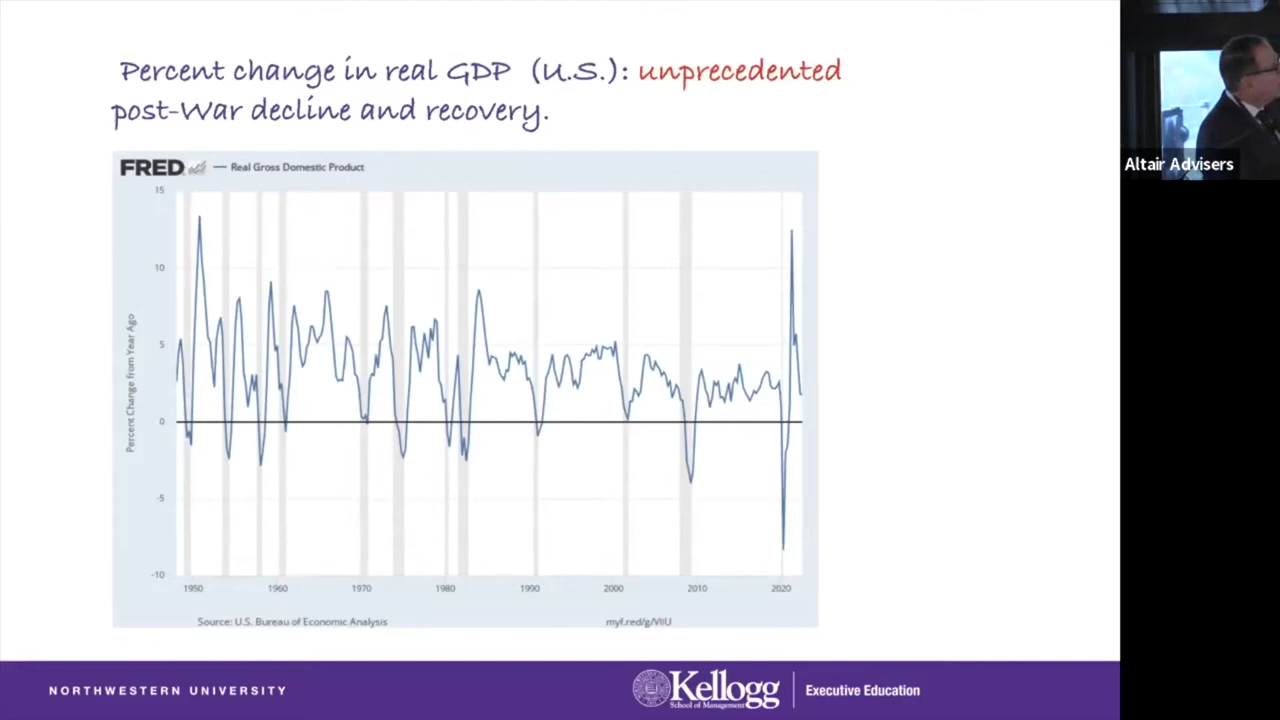 Percent change in real GDP (U.S.): unprecedented
post-War decline and recovery.
FRED — Real Gross Domestic Product
15
10
5
0
-5
-10
Percent Change from Year Ago
1950 1960 1970 1980 1990 2000 2010 2020
Source: U.S. Bureau of Economic Analysis myf.red/g/VIIU
NORTHWESTERN UNIVERSITY
Kellogg
School of Management
Executive Education
Altair Advisers